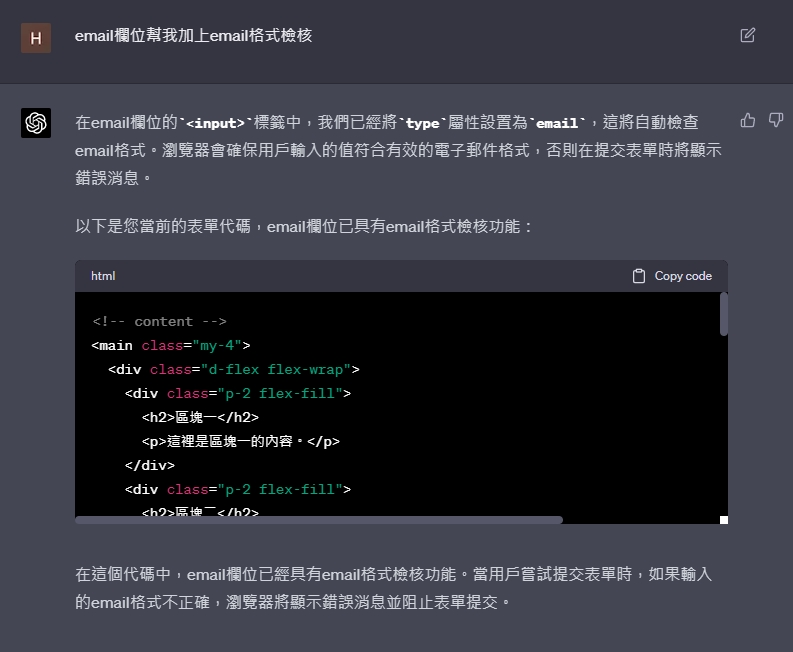 H
email欄位幫我加上email格式檢核
在email欄位的`<input>`標籤中，我們已經將`type`屬性設置為`email`，這將自動檢查
email格式。瀏覽器會確保用戶輸入的值符合有效的電子郵件格式，否則在提交表單時將顯示
錯誤消息。
以下是您當前的表單代碼，email欄位已具有email格式檢核功能：
html
Copy code
<!-- content -->
<main class="my-4">
<div class="d-flex flex-wrap">
<div class="p-2 flex-fill">
<h2>區塊一</h2>
<p>這裡是區塊一的內容。</p>
</div>
<div class="p-2 flex-fill">
<h2>區塊二</h2>
在這個代碼中，email欄位已經具有email格式檢核功能。當用戶嘗試提交表單時，如果輸入
的email格式不正確，瀏覽器將顯示錯誤消息並阻止表單提交。